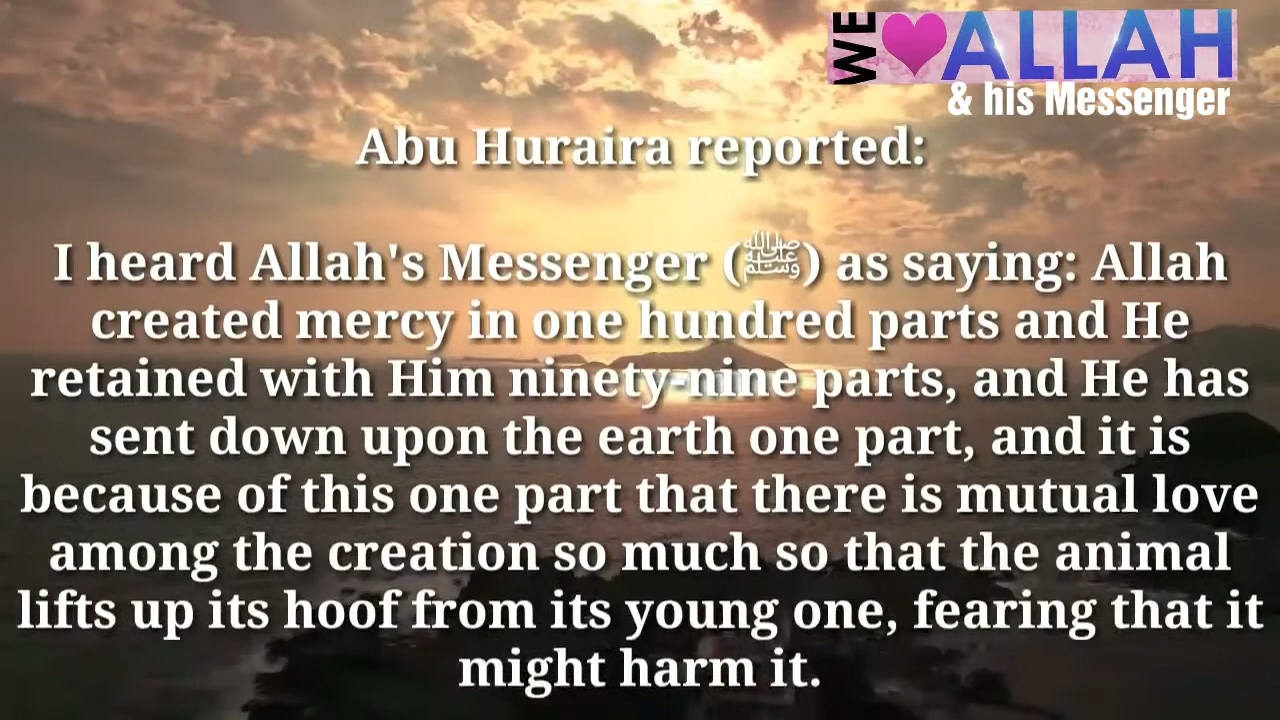 WE ALLAH
& his Messenger
Abu Huraira reported:
I heard Allah's Messenger (ﷺ) as saying: Allah
created mercy in one hundred parts and He
retained with Him ninety-nine parts, and He has
sent down upon the earth one part, and it is
because of this one part that there is mutual love
among the creation so much so that the animal
lifts up its hoof from its young one, fearing that it
might harm it.